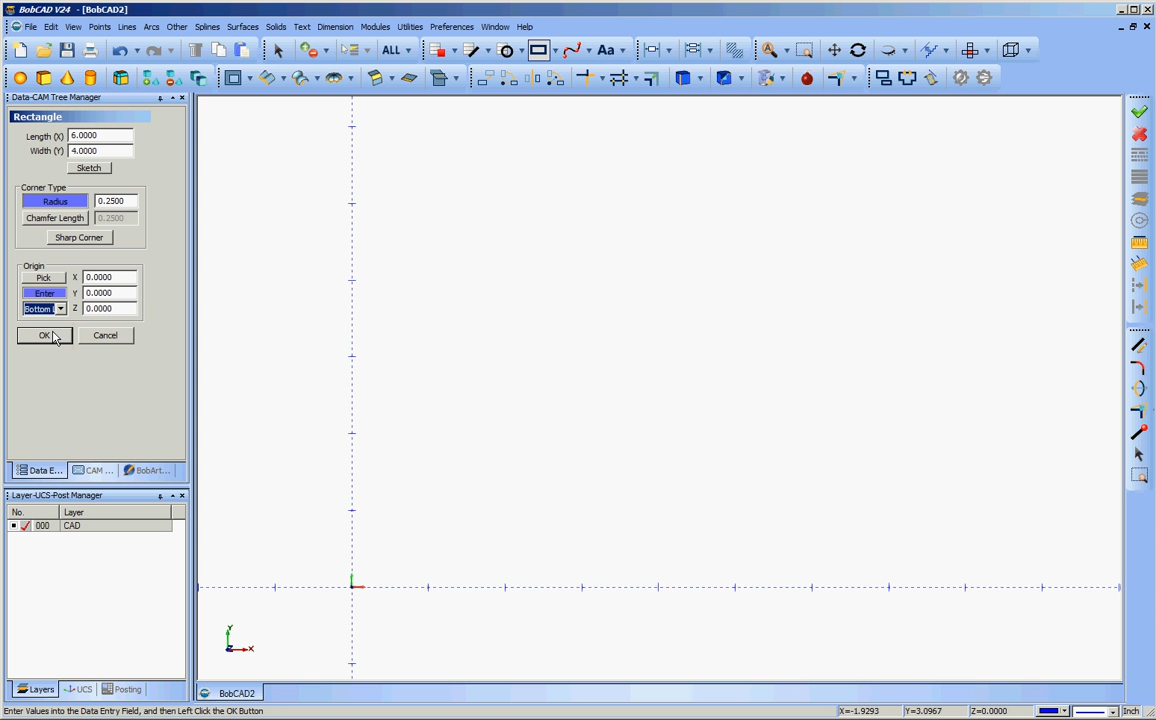 BobCAD V24 - [BobCAD2]
File Edit View Points Lines Arcs Other Splines Surfaces Solids Text Dimension Modules Utilities Preferences Window Help
ALL Aa
Data-CAM Tree Manager
Rectangle
Length (X) 6.0000
Width (Y) 4.0000
Sketch
Corner Type
Radius 0.2500
Chamfer Length 0.2500
Sharp Corner
Origin
Pick X 0.0000
Enter Y 0.0000
Bottom Z 0.0000
OK Cancel
Data E... CAM ... BobArt...
Layer-UCS-Post Manager
No. Layer
000 CAD
Y
Z X
Layers UCS Posting
BobCAD2
Enter Values into the Data Entry Field, and then Left Click the OK Button X=-1.9293 Y=3.0967 Z=0.0000 Inch